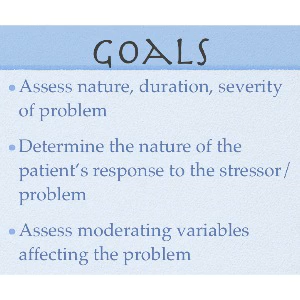 GOALS
• Assess nature, duration, severity
of problem
• Determine the nature of the
patient's response to the stressor/
problem
• Assess moderating variables
affecting the problem